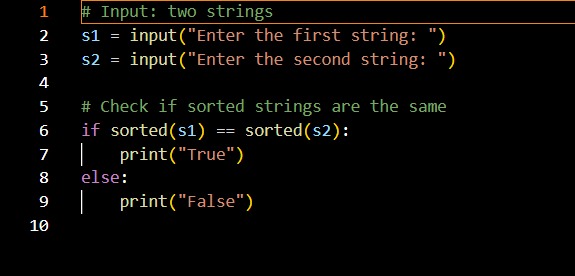 1 # Input: two strings
2 s1 = input("Enter the first string: ")
3 s2 = input("Enter the second string: ")
4
5 # Check if sorted strings are the same
6 if sorted(s1) == sorted(s2):
7     print("True")
8 else:
9     print("False")
10